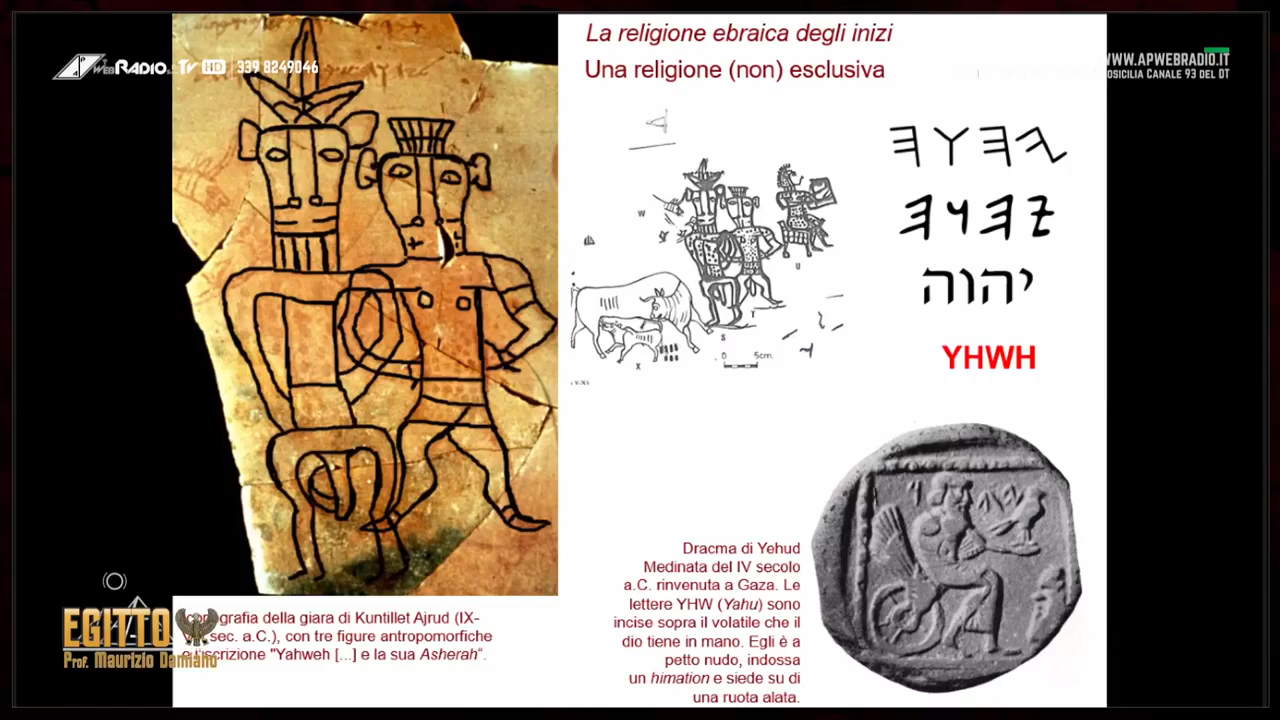 La religione ebraica degli inizi
Una religione (non) esclusiva
WEB RADIO TV HD 339 8249046
WWW.APWEBRADIO.IT
OSICILIA CANALE 93 DEL DT
יהוה
YHWH
W
U
T
S
X
0 5cm.
Dracma di Yehud
Medinata del IV secolo
a.C. rinvenuta a Gaza. Le
lettere YHW (Yahu) sono
incise sopra il volatile che il
dio tiene in mano. Egli è a
petto nudo, indossa
un himation e siede su di
una ruota alata.
grafia della giara di Kuntillet Ajrud (IX-
sec. a.C.), con tre figure antropomorfiche
iscrizione "Yahweh [...] e la sua Asherah“.
EGITTO
Prof. Maurizio Damiano